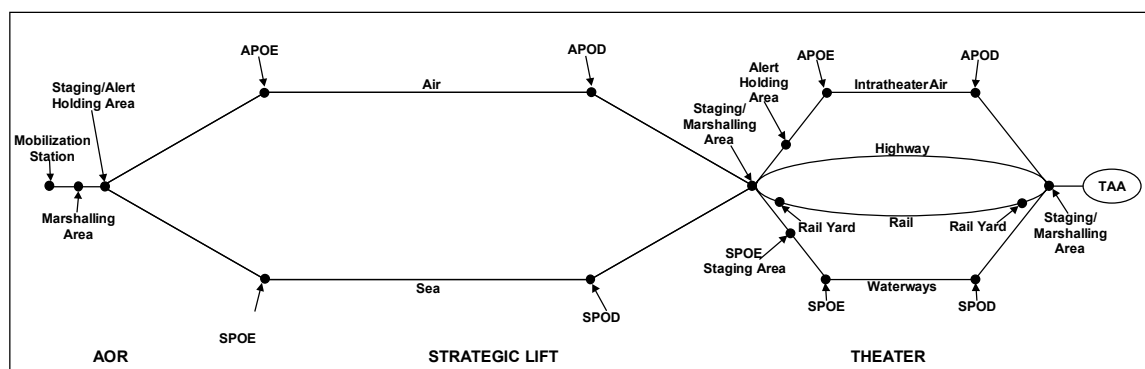 APOE
APOD
APOE
APOD
Staging/Alert
Holding Area
Air
Alert
Holding
Area
Intratheater Air
Mobilization
Station
Staging/
Marshalling
Area
Highway
TAA
Marshalling
Area
Rail Yard
Rail
Rail Yard
Staging/
Marshalling
Area
SPOE
Staging Area
Sea
Waterways
SPOE
SPOD
SPOE
SPOD
AOR
STRATEGIC LIFT
THEATER